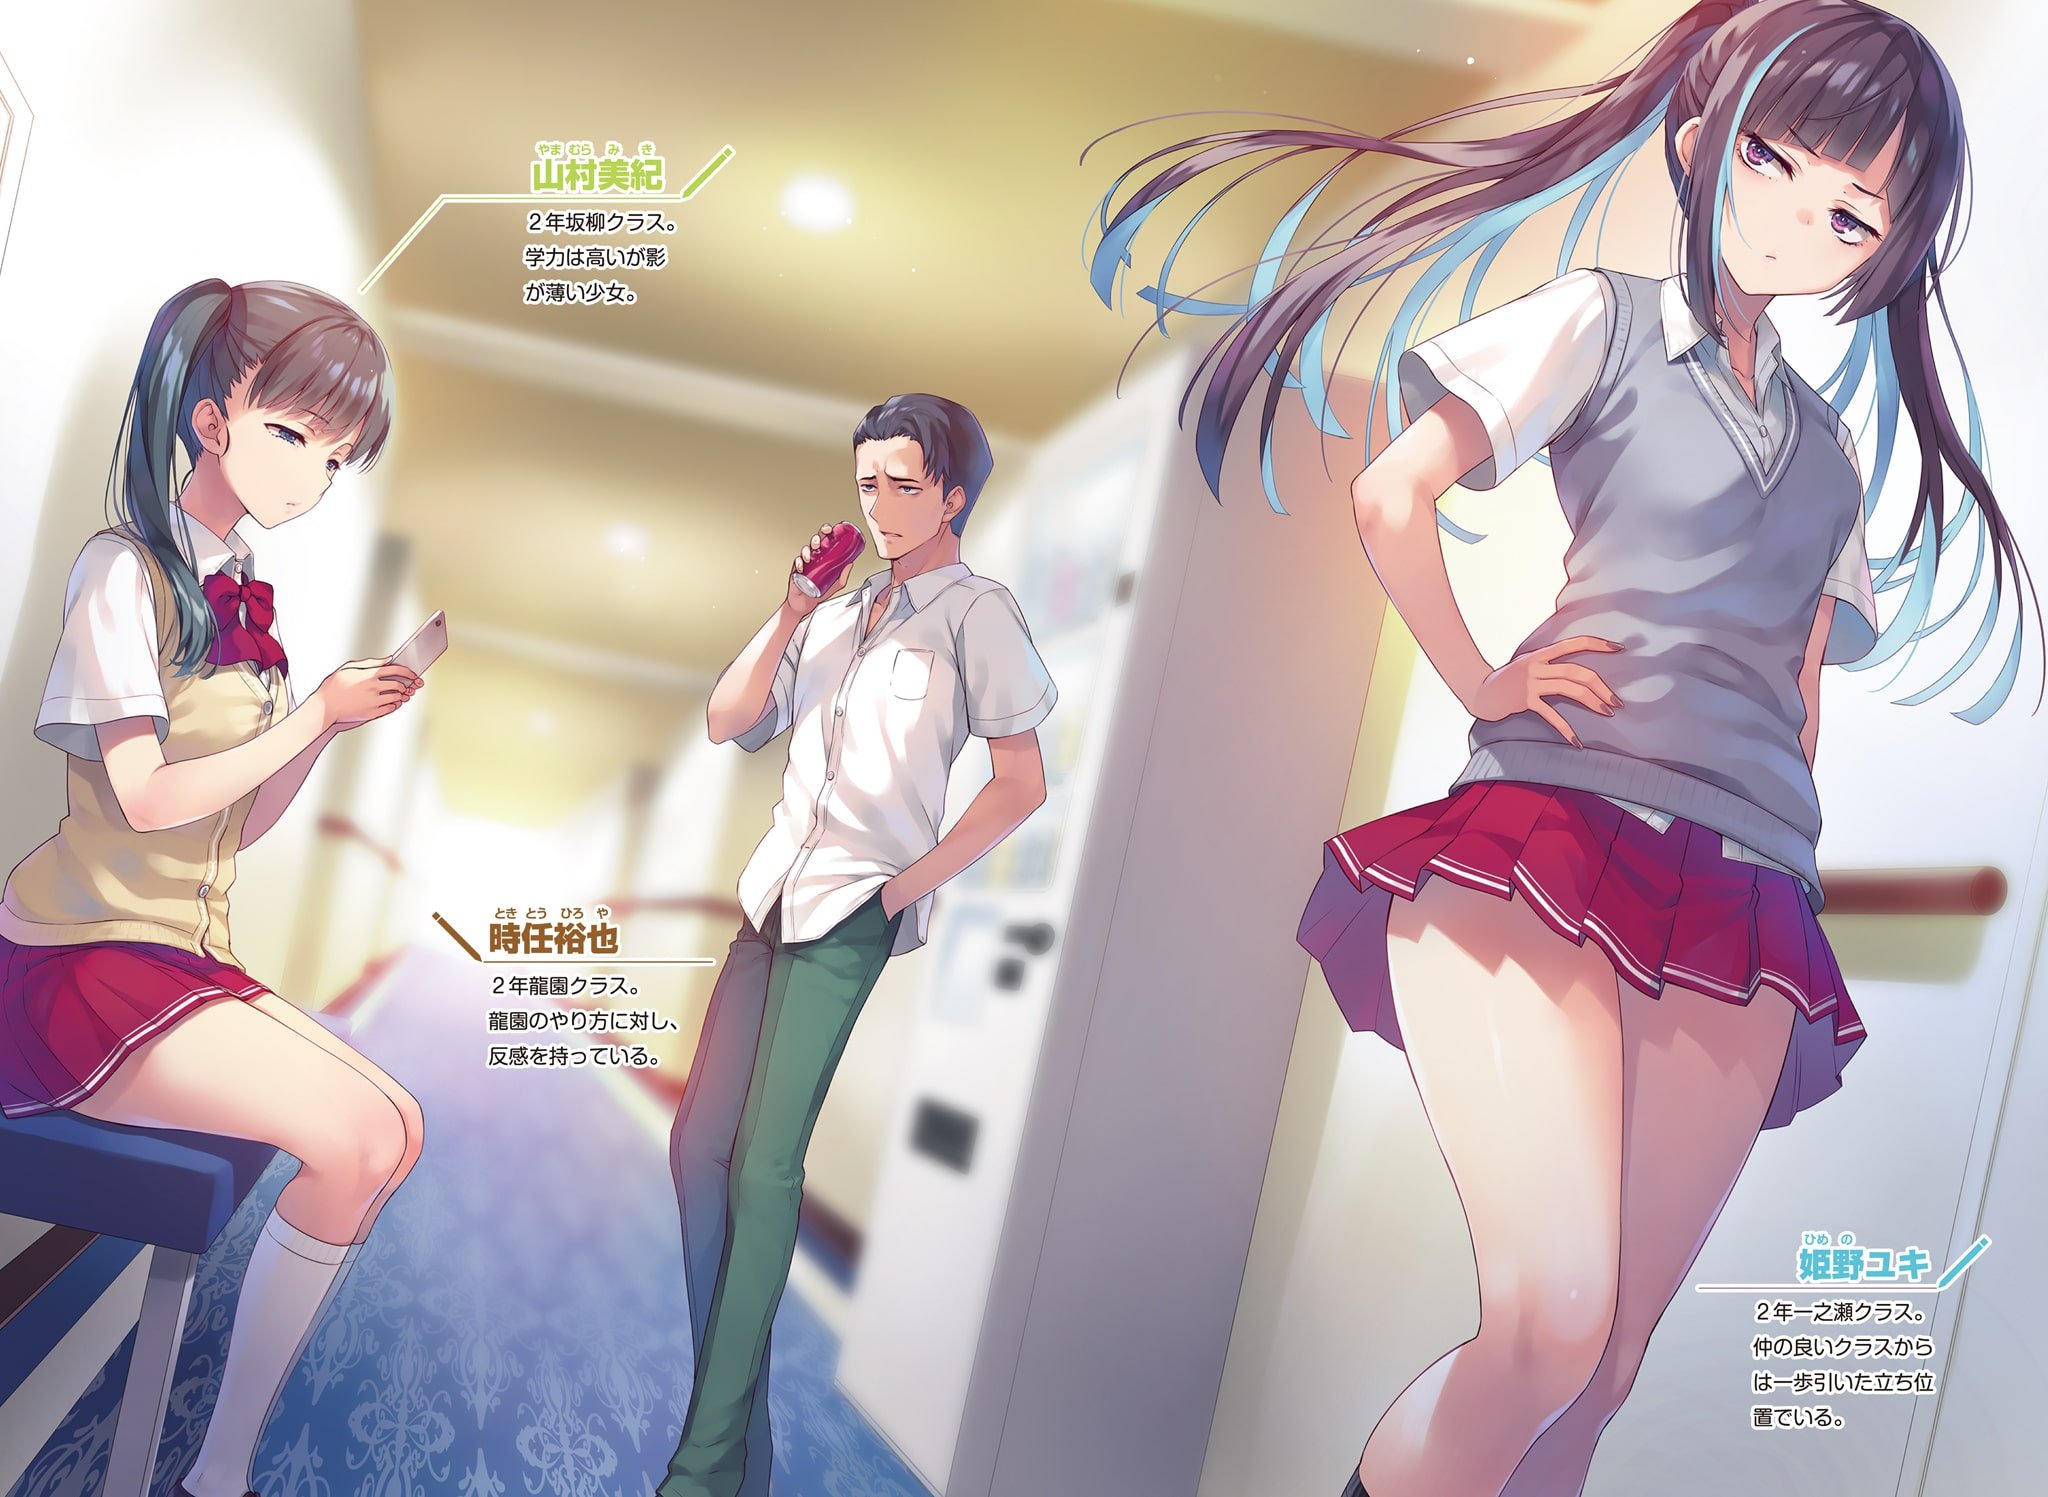 やま むら み き
山村美紀
２年坂柳クラス。
学力は高いが影
が薄い少女。
とき とう ひろ や
時任裕也
２年龍園クラス。
龍園のやり方に対し、
反感を持っている。
ひめ の
姫野ユキ
２年一之瀬クラス。
仲の良いクラスから
は一歩引いた立ち位
置でいる。